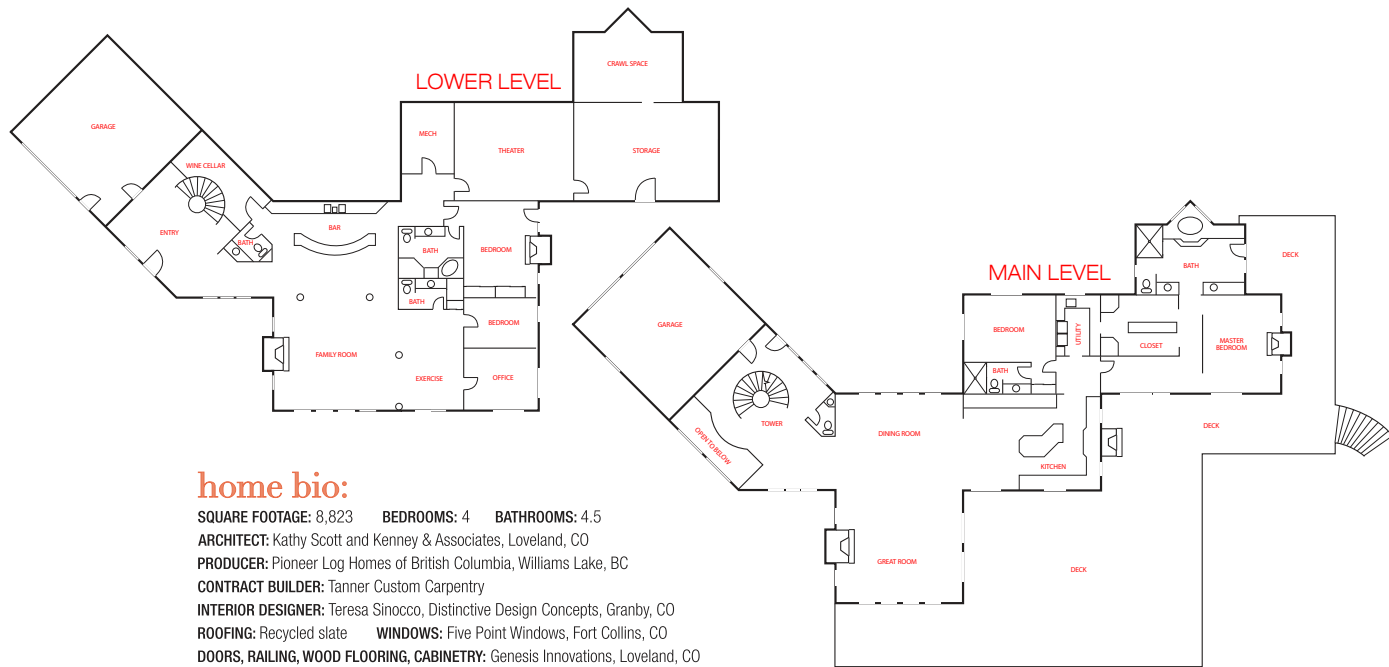 LOWER LEVEL
CRAWL SPACE
GARAGE
MECH
THEATER
STORAGE
WINE CELLAR
ENTRY
BATH
BAR
BATH
BEDROOM
BATH
BEDROOM
FAMILY ROOM
EXERCISE
OFFICE
MAIN LEVEL
BATH
DECK
GARAGE
BEDROOM
UTILITY
CLOSET
MASTER
BEDROOM
BATH
TOWER
OPEN TO BELOW
DINING ROOM
KITCHEN
DECK
GREAT ROOM
DECK
home bio:
SQUARE FOOTAGE: 8,823 BEDROOMS: 4 BATHROOMS: 4.5
ARCHITECT: Kathy Scott and Kenney & Associates, Loveland, CO
PRODUCER: Pioneer Log Homes of British Columbia, Williams Lake, BC
CONTRACT BUILDER: Tanner Custom Carpentry
INTERIOR DESIGNER: Teresa Sinocco, Distinctive Design Concepts, Granby, CO
ROOFING: Recycled slate WINDOWS: Five Point Windows, Fort Collins, CO
DOORS, RAILING, WOOD FLOORING, CABINETRY: Genesis Innovations, Loveland, CO